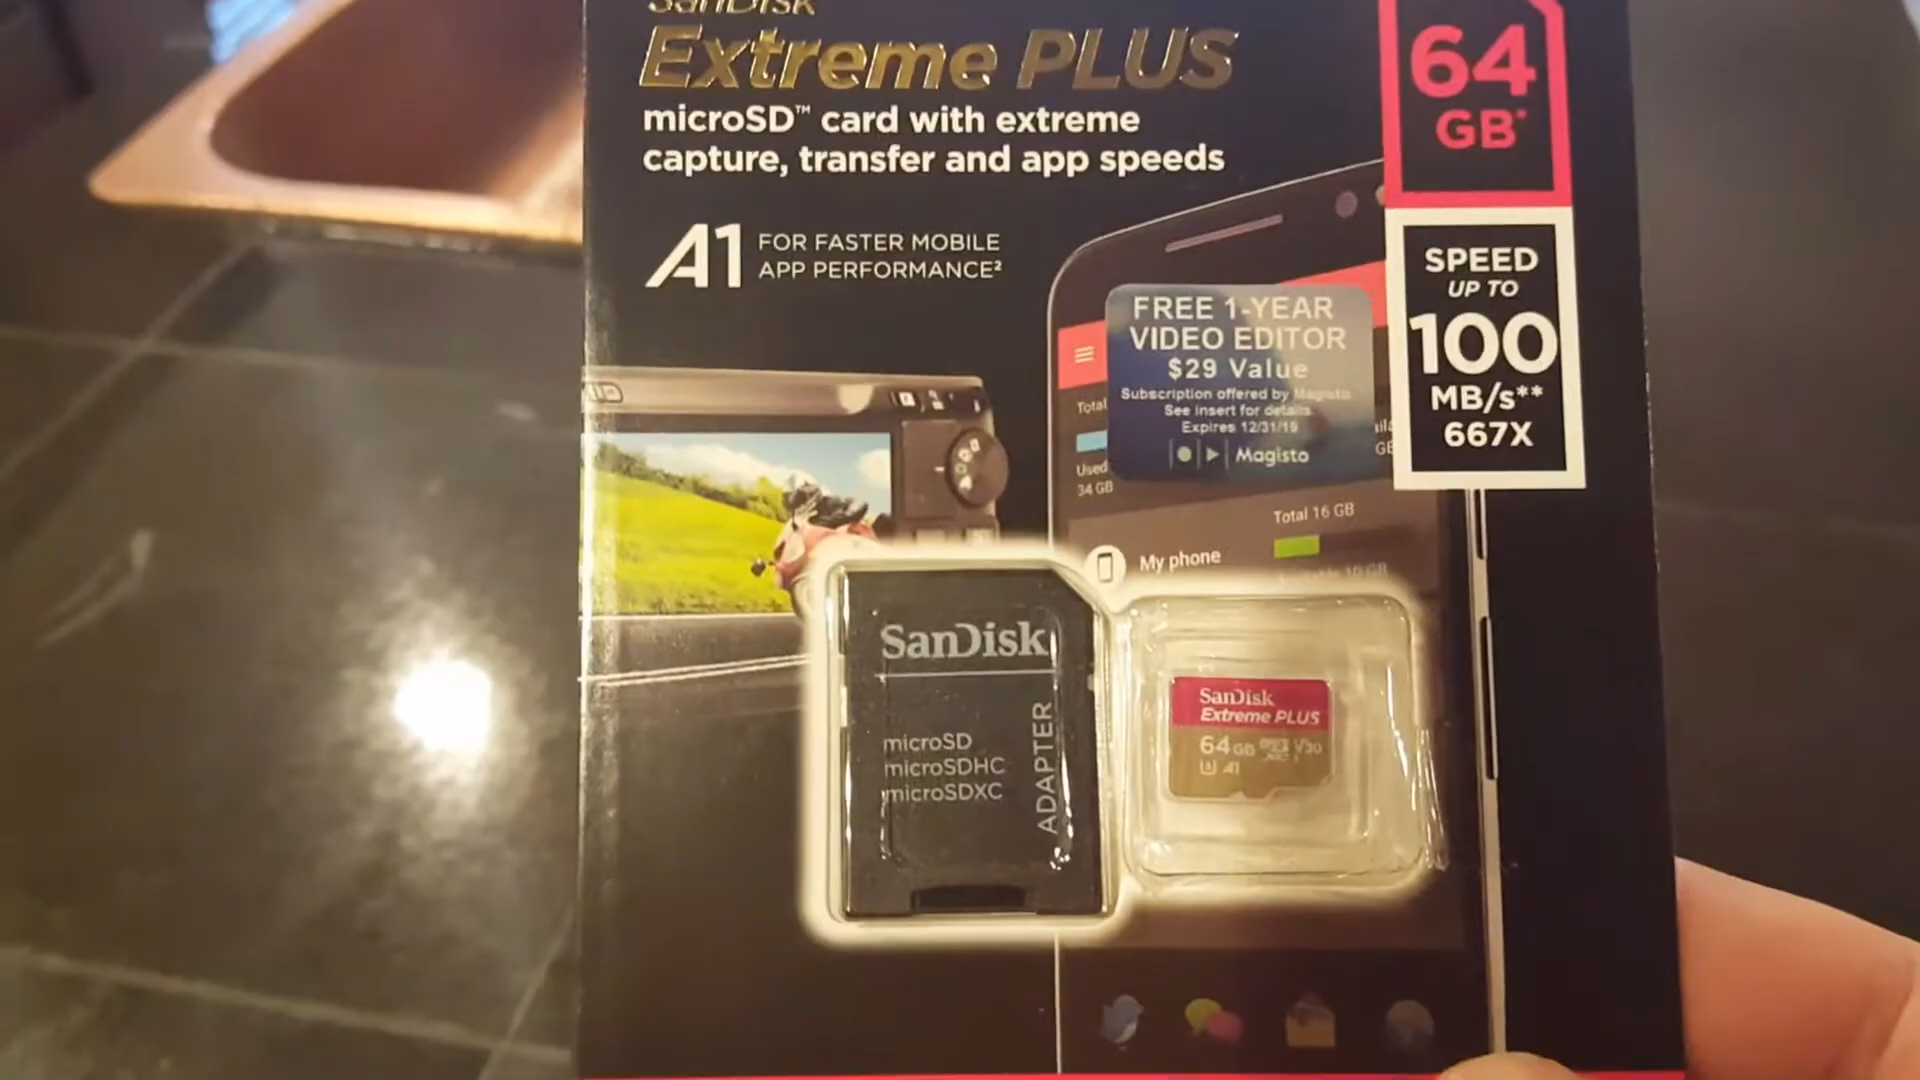 SanDisk
Extreme PLUS
microSD™ card with extreme
capture, transfer and app speeds
64
GB*
A1 FOR FASTER MOBILE
APP PERFORMANCE²
SPEED
UP TO
100
MB/s**
667X
FREE 1-YEAR
VIDEO EDITOR
$29 Value
Subscription offered by Magisto
See insert for details
Expires 12/31/19
Magisto
Total
Used
34 GB
Total 16 GB
My phone
SanDisk
microSD
microSDHC
microSDXC
ADAPTER
SanDisk
Extreme PLUS
64 GB V30
A1